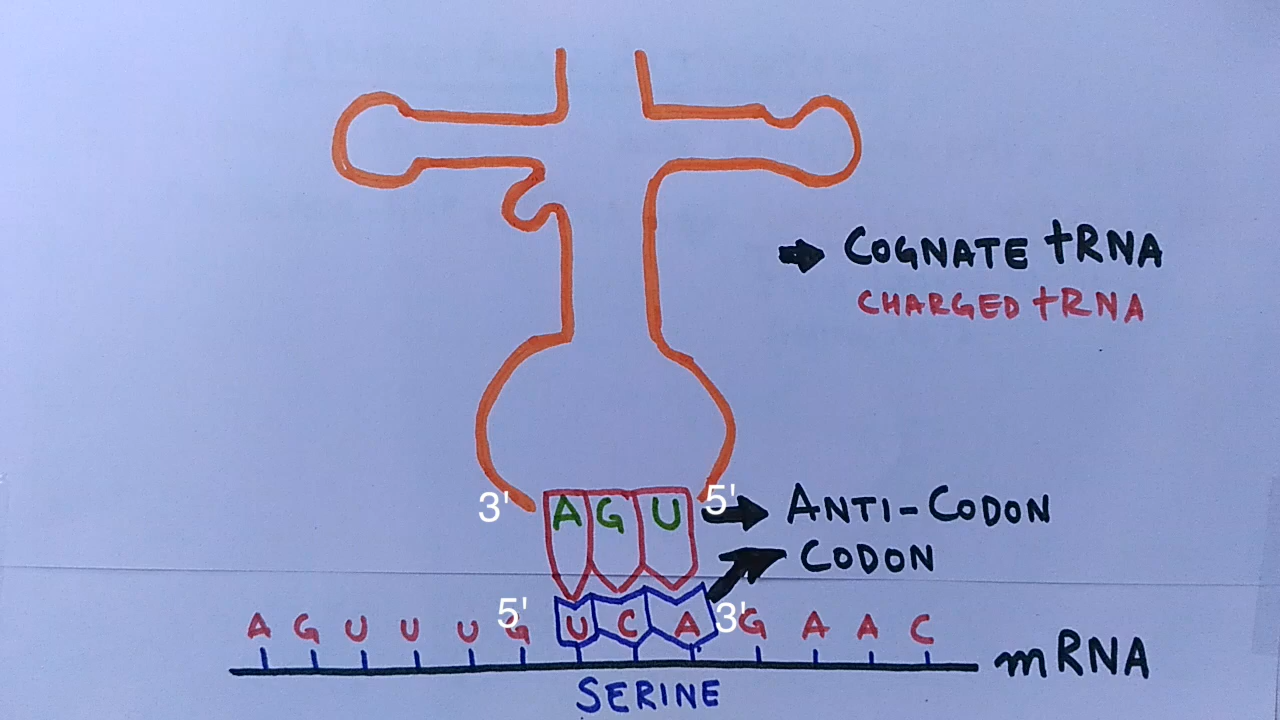 COGNATE tRNA
CHARGED tRNA
3' A G U 5' ANTI-CODON
CODON
5' 3'
A G U U U G U C A G A A C
mRNA
SERINE